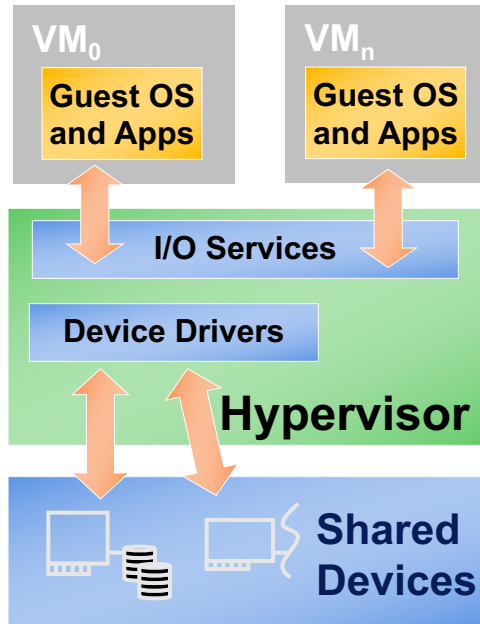 VM0
VMn
Guest OS
and Apps
Guest OS
and Apps
I/O Services
Device Drivers
Hypervisor
Shared
Devices